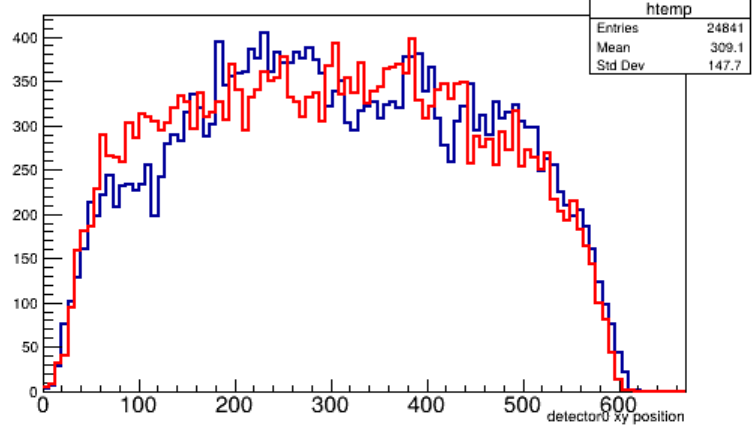 htemp
Entries 24841
Mean 309.1
Std Dev 147.7
400
350
300
250
200
150
100
50
0
0 100 200 300 400 500 600
detector0 xy position